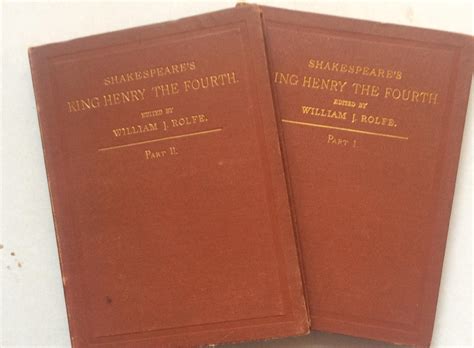 SHAKESPEARE'S
KING HENRY THE FOURTH.
EDITED BY
WILLIAM J. ROLFE.
PART II.
SHAKESPEARE'S
ING HENRY THE FOURTH.
EDITED BY
WILLIAM J. ROLFE.
PART I.